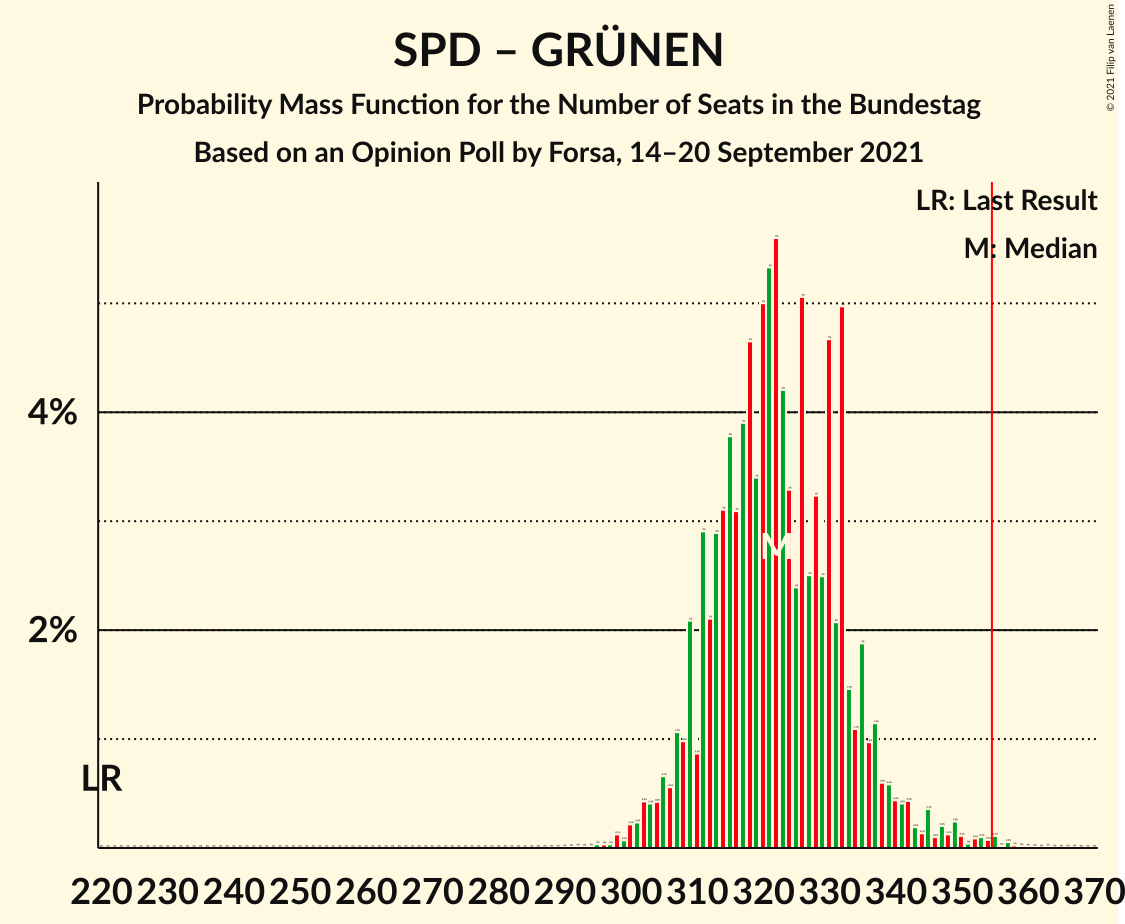 SPD – GRÜNEN
Probability Mass Function for the Number of Seats in the Bundestag
Based on an Opinion Poll by Forsa, 14–20 September 2021
© 2021 Filip van Laenen
LR: Last Result
M: Median
4%
2%
LR
M
220 230 240 250 260 270 280 290 300 310 320 330 340 350 360 370